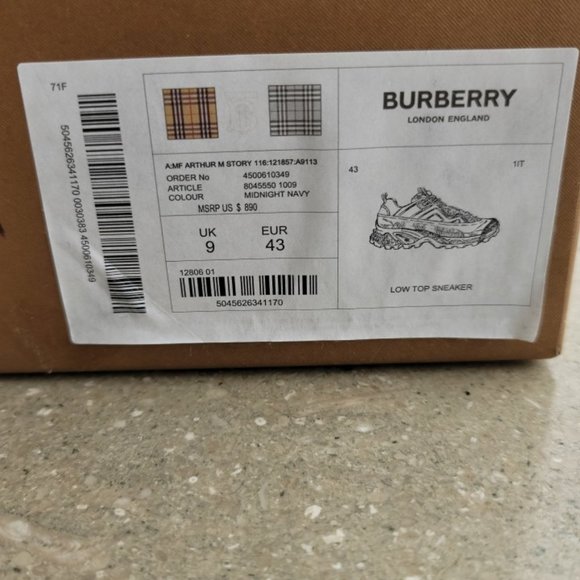 71F
5045626341170 0030383 4500610349
A:MF ARTHUR M STORY 116:121857:A9113
ORDER No 4500610349
ARTICLE 8045550 1009
COLOUR MIDNIGHT NAVY
MSRP US $ 890
UK EUR
9 43
12806 01
5045626341170
BURBERRY
LONDON ENGLAND
43 1IT
LOW TOP SNEAKER